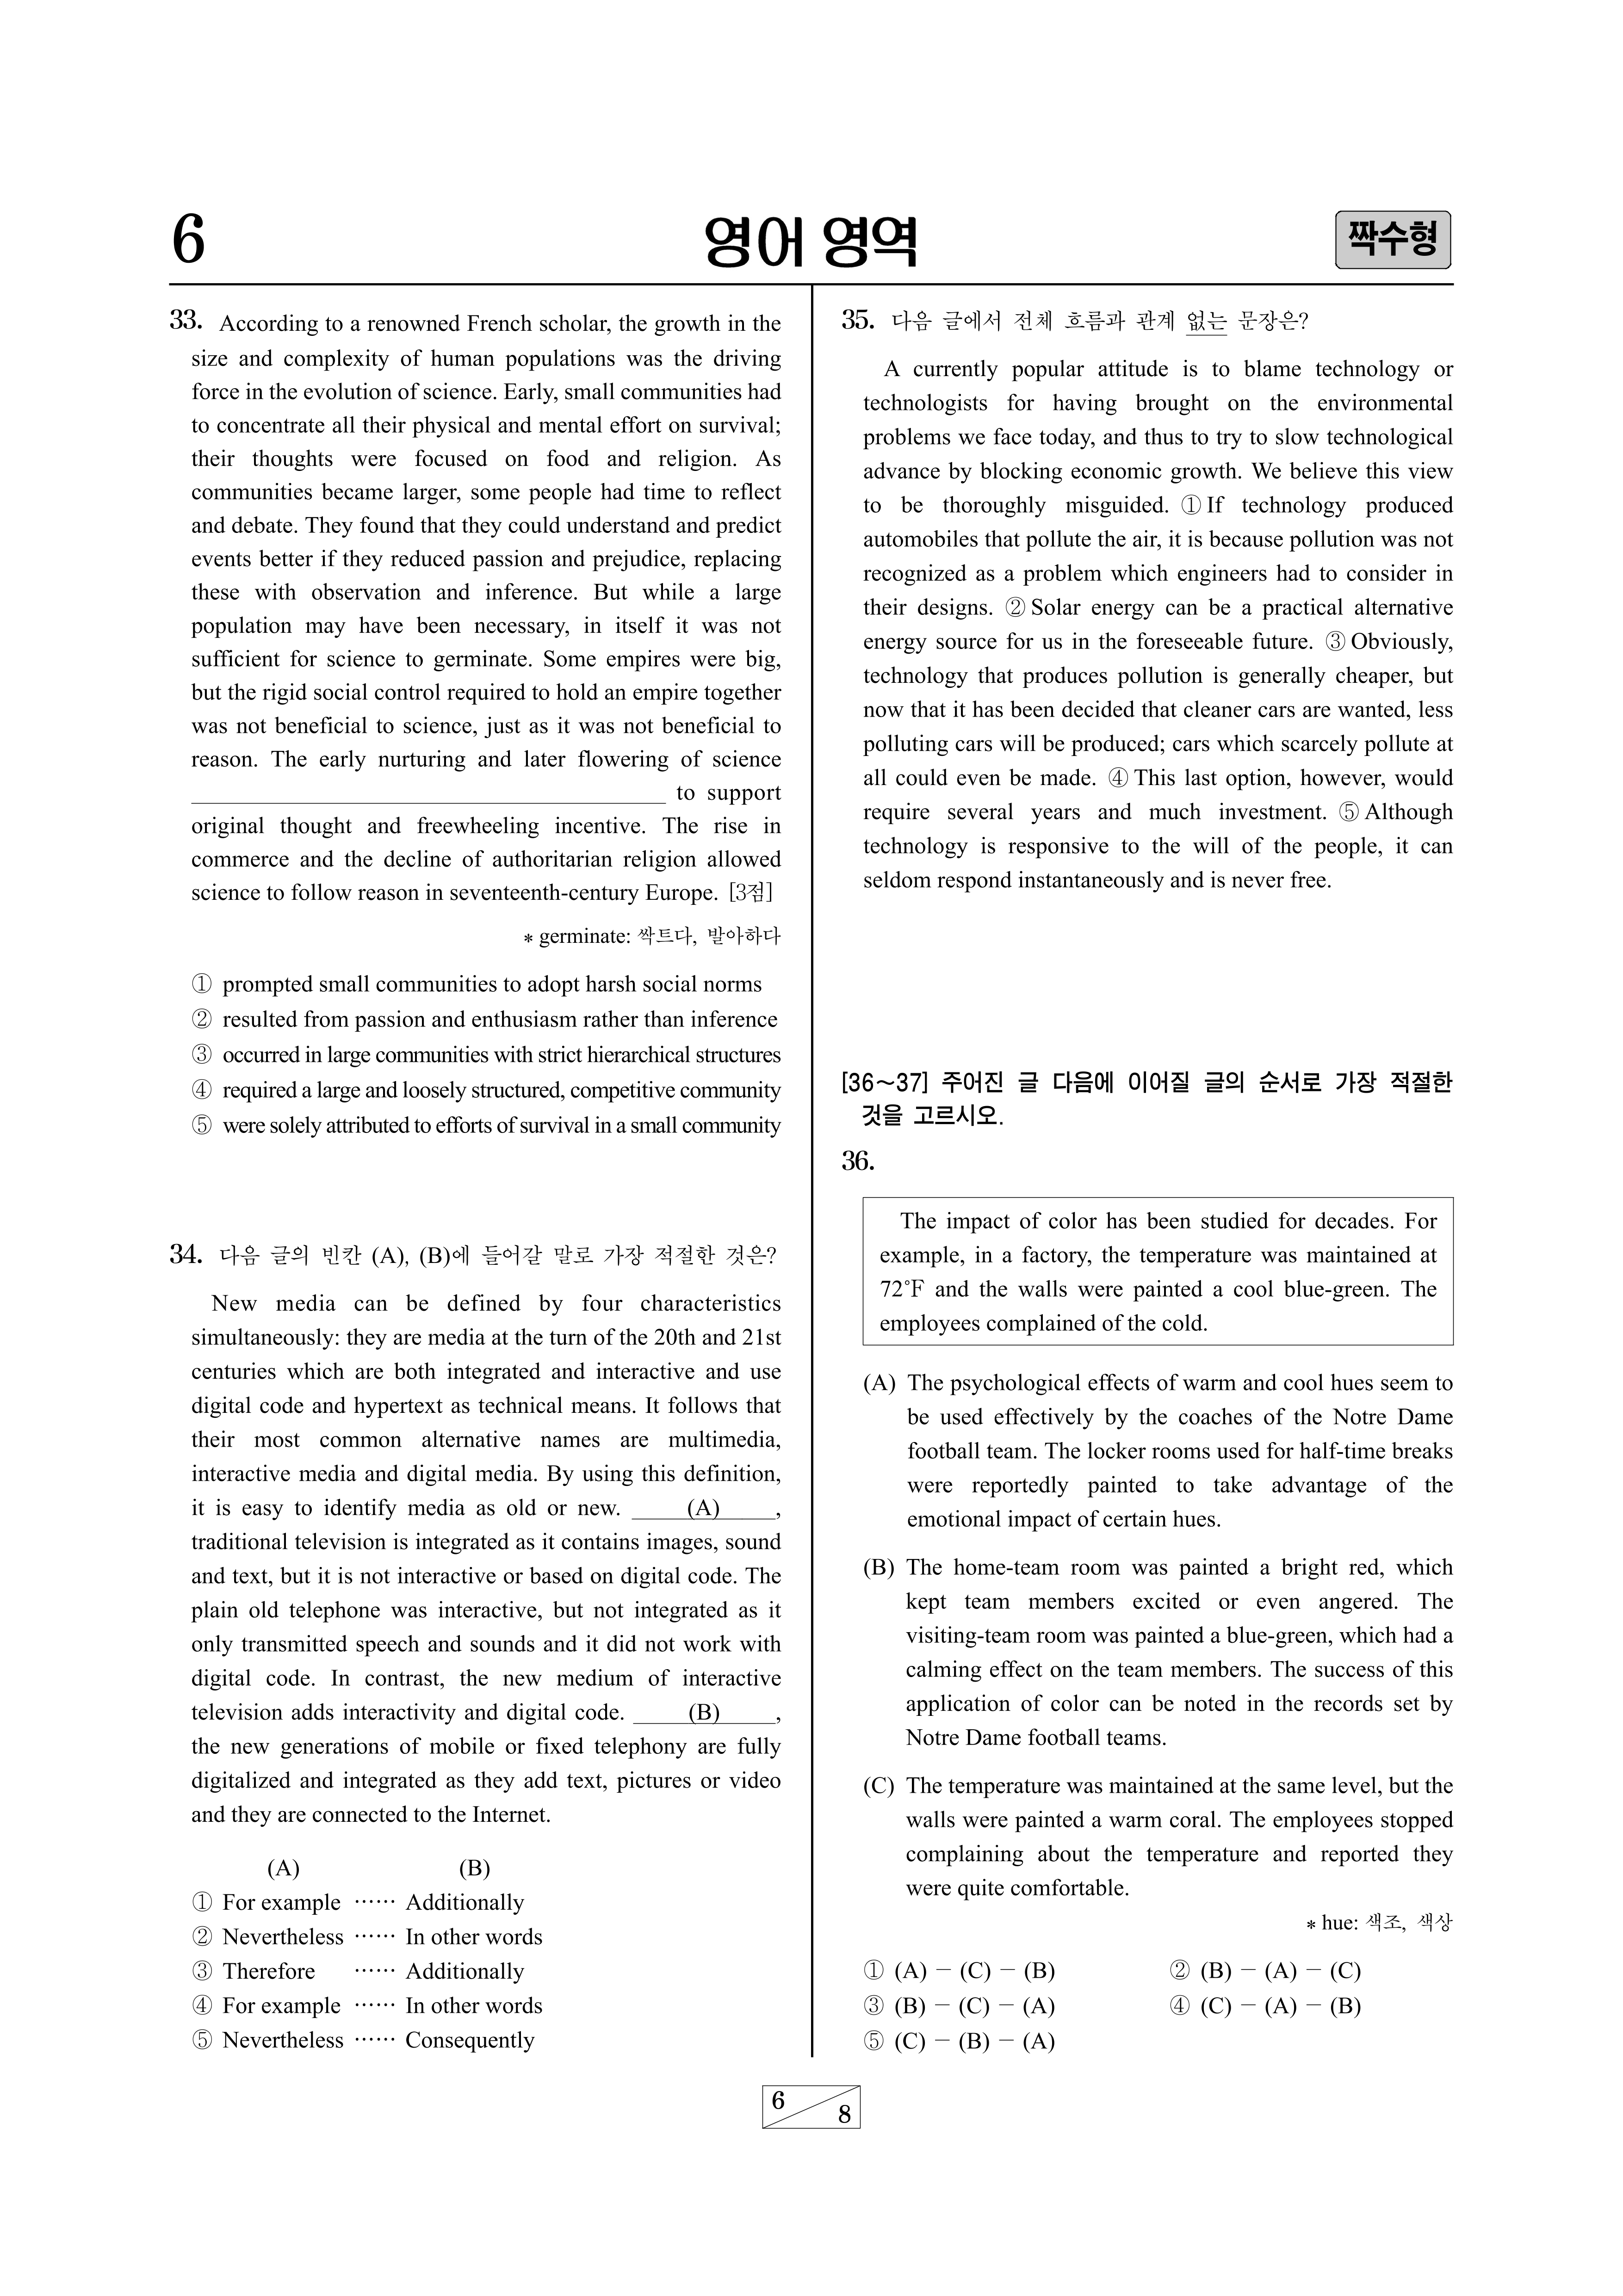 6
영어 영역
짝수형
33. According to a renowned French scholar, the growth in the
size and complexity of human populations was the driving
force in the evolution of science. Early, small communities had
to concentrate all their physical and mental effort on survival;
their thoughts were focused on food and religion. As
communities became larger, some people had time to reflect
and debate. They found that they could understand and predict
events better if they reduced passion and prejudice, replacing
these with observation and inference. But while a large
population may have been necessary, in itself it was not
sufficient for science to germinate. Some empires were big,
but the rigid social control required to hold an empire together
was not beneficial to science, just as it was not beneficial to
reason. The early nurturing and later flowering of science
____________________ to support
original thought and freewheeling incentive. The rise in
commerce and the decline of authoritarian religion allowed
science to follow reason in seventeenth-century Europe. [3점]
* germinate: 싹트다, 발아하다
① prompted small communities to adopt harsh social norms
② resulted from passion and enthusiasm rather than inference
③ occurred in large communities with strict hierarchical structures
④ required a large and loosely structured, competitive community
⑤ were solely attributed to efforts of survival in a small community
34. 다음 글의 빈칸 (A), (B)에 들어갈 말로 가장 적절한 것은?
New media can be defined by four characteristics
simultaneously: they are media at the turn of the 20th and 21st
centuries which are both integrated and interactive and use
digital code and hypertext as technical means. It follows that
their most common alternative names are multimedia,
interactive media and digital media. By using this definition,
it is easy to identify media as old or new. ____(A)____,
traditional television is integrated as it contains images, sound
and text, but it is not interactive or based on digital code. The
plain old telephone was interactive, but not integrated as it
only transmitted speech and sounds and it did not work with
digital code. In contrast, the new medium of interactive
television adds interactivity and digital code. ____(B)____,
the new generations of mobile or fixed telephony are fully
digitalized and integrated as they add text, pictures or video
and they are connected to the Internet.
(A) (B)
① For example …… Additionally
② Nevertheless …… In other words
③ Therefore …… Additionally
④ For example …… In other words
⑤ Nevertheless …… Consequently
35. 다음 글에서 전체 흐름과 관계 없는 문장은?
A currently popular attitude is to blame technology or
technologists for having brought on the environmental
problems we face today, and thus to try to slow technological
advance by blocking economic growth. We believe this view
to be thoroughly misguided. ① If technology produced
automobiles that pollute the air, it is because pollution was not
recognized as a problem which engineers had to consider in
their designs. ② Solar energy can be a practical alternative
energy source for us in the foreseeable future. ③ Obviously,
technology that produces pollution is generally cheaper, but
now that it has been decided that cleaner cars are wanted, less
polluting cars will be produced; cars which scarcely pollute at
all could even be made. ④ This last option, however, would
require several years and much investment. ⑤ Although
technology is responsive to the will of the people, it can
seldom respond instantaneously and is never free.
[36~37] 주어진 글 다음에 이어질 글의 순서로 가장 적절한
것을 고르시오.
36.
The impact of color has been studied for decades. For
example, in a factory, the temperature was maintained at
72°F and the walls were painted a cool blue-green. The
employees complained of the cold.
(A) The psychological effects of warm and cool hues seem to
be used effectively by the coaches of the Notre Dame
football team. The locker rooms used for half-time breaks
were reportedly painted to take advantage of the
emotional impact of certain hues.
(B) The home-team room was painted a bright red, which
kept team members excited or even angered. The
visiting-team room was painted a blue-green, which had a
calming effect on the team members. The success of this
application of color can be noted in the records set by
Notre Dame football teams.
(C) The temperature was maintained at the same level, but the
walls were painted a warm coral. The employees stopped
complaining about the temperature and reported they
were quite comfortable.
* hue: 색조, 색상
① (A) － (C) － (B) ② (B) － (A) － (C)
③ (B) － (C) － (A) ④ (C) － (A) － (B)
⑤ (C) － (B) － (A)
6
8